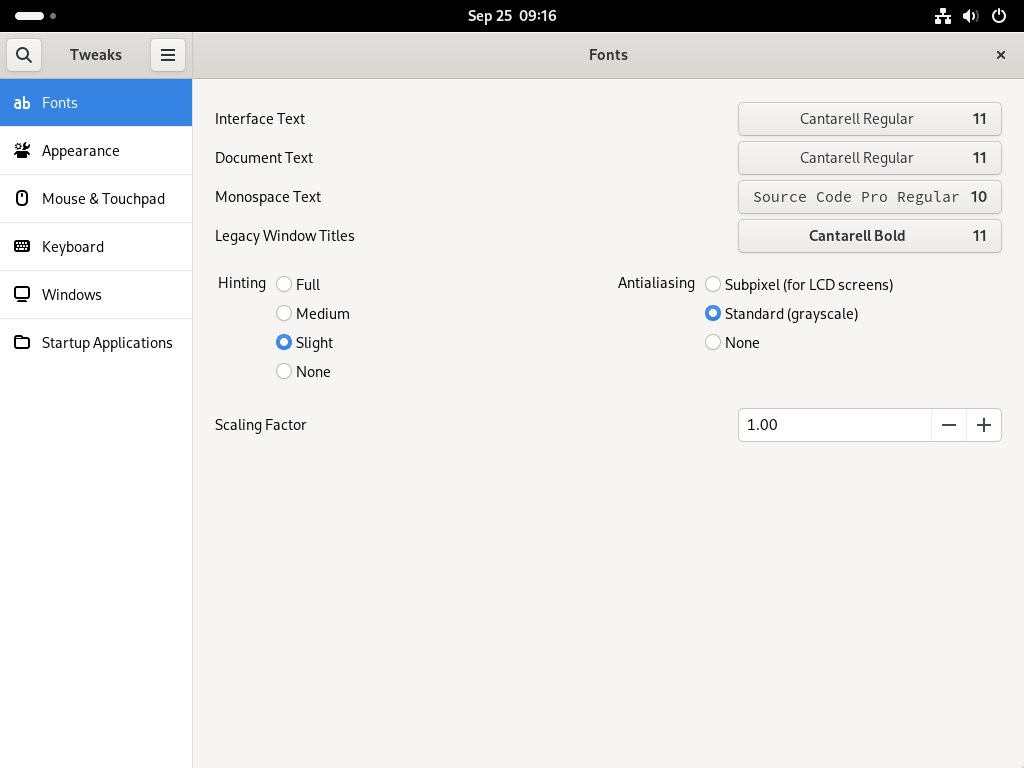 Sep 25 09:16
Tweaks
Fonts
ab Fonts
Appearance
Mouse & Touchpad
Keyboard
Windows
Startup Applications
Interface Text
Cantarell Regular 11
Document Text
Cantarell Regular 11
Monospace Text
Source Code Pro Regular 10
Legacy Window Titles
Cantarell Bold 11
Hinting
Full
Medium
Slight
None
Antialiasing
Subpixel (for LCD screens)
Standard (grayscale)
None
Scaling Factor
1.00